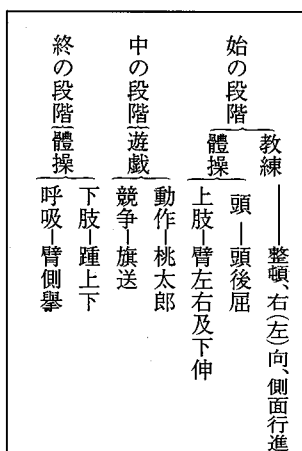 始の段階
教練―整頓、右(左)向、側面行進
體操
頭―頭後屈
上肢―臂左右及下伸
中の段階
遊戯
動作―桃太郎
競争―旗送
終の段階
體操
下肢―踵上下
呼吸―臂側擧